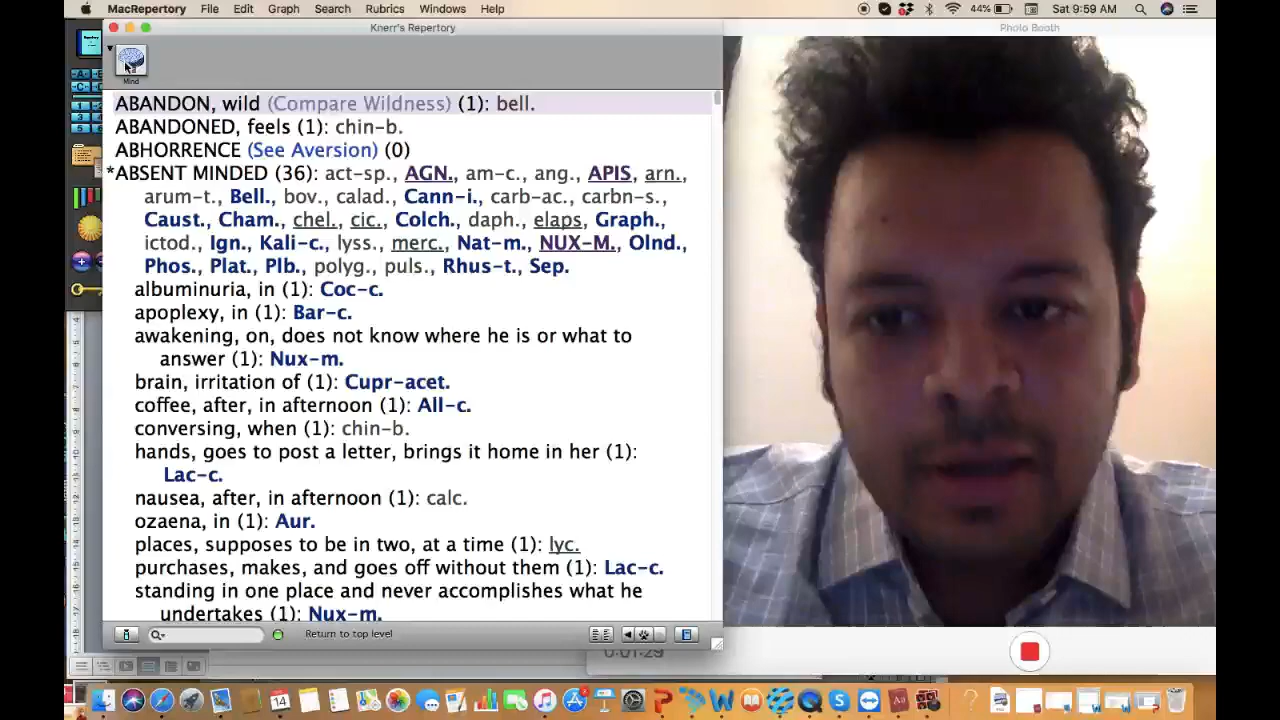 MacRepertory File Edit Graph Search Rubrics Windows Help 44% Sat 9:59 AM
Knerr's Repertory
Photo Booth
Mind
ABANDON, wild (Compare Wildness) (1): bell.
ABANDONED, feels (1): chin-b.
ABHORRENCE (See Aversion) (0)
*ABSENT MINDED (36): act-sp., AGN., am-c., ang., APIS, arn.,
arum-t., Bell., bov., calad., Cann-i., carb-ac., carbn-s.,
Caust., Cham., chel., cic., Colch., daph., elaps, Graph.,
ictod., Ign., Kali-c., lyss., merc., Nat-m., NUX-M., Olnd.,
Phos., Plat., Plb., polyg., puls., Rhus-t., Sep.
albuminuria, in (1): Coc-c.
apoplexy, in (1): Bar-c.
awakening, on, does not know where he is or what to
answer (1): Nux-m.
brain, irritation of (1): Cupr-acet.
coffee, after, in afternoon (1): All-c.
conversing, when (1): chin-b.
hands, goes to post a letter, brings it home in her (1):
Lac-c.
nausea, after, in afternoon (1): calc.
ozaena, in (1): Aur.
places, supposes to be in two, at a time (1): lyc.
purchases, makes, and goes off without them (1): Lac-c.
standing in one place and never accomplishes what he
undertakes (1): Nux-m.
Return to top level
0:01:29